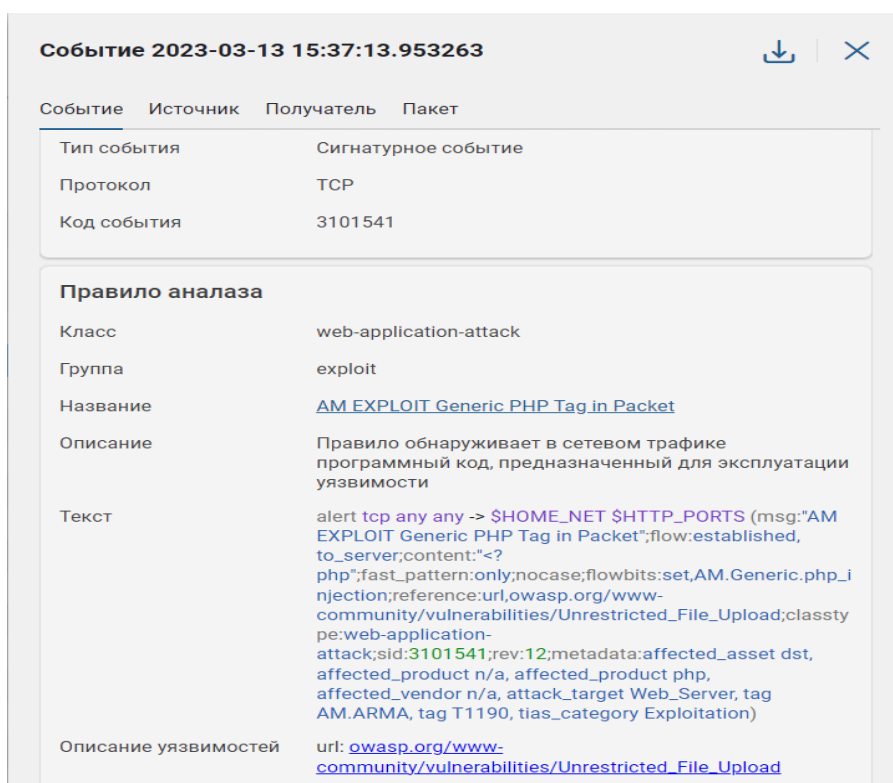 Событие 2023-03-13 15:37:13.953263
Событие Источник Получатель Пакет
Тип события Сигнатурное событие
Протокол TCP
Код события 3101541
Правило аналаза
Класс web-application-attack
Группа exploit
Название AM EXPLOIT Generic PHP Tag in Packet
Описание Правило обнаруживает в сетевом трафике
программный код, предназначенный для эксплуатации
уязвимости
Текст alert tcp any any -> $HOME_NET $HTTP_PORTS (msg:"AM
EXPLOIT Generic PHP Tag in Packet";flow:established,
to_server;content:"<?
php";fast_pattern:only;nocase;flowbits:set,AM.Generic.php_i
njection;reference:url,owasp.org/www-
community/vulnerabilities/Unrestricted_File_Upload;classty
pe:web-application-
attack;sid:3101541;rev:12;metadata:affected_asset dst,
affected_product n/a, affected_product php,
affected_vendor n/a, attack_target Web_Server, tag
AM.ARMA, tag T1190, tias_category Exploitation)
Описание уязвимостей url: owasp.org/www-
community/vulnerabilities/Unrestricted_File_Upload